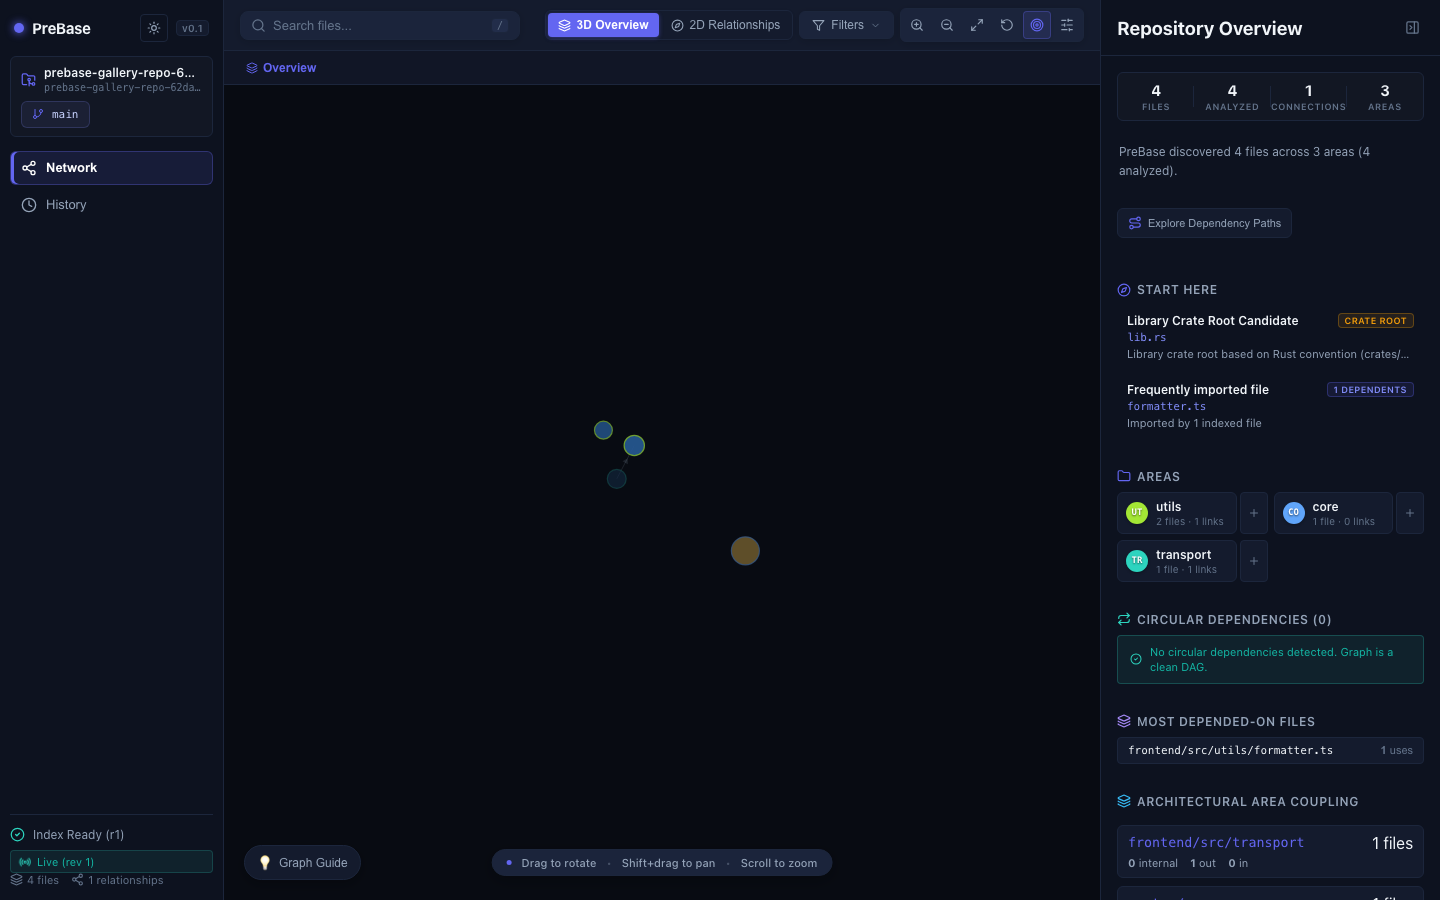 PreBase
v0.1
prebase-gallery-repo-6...
prebase-gallery-repo-62da…
main
Network
History
Index Ready (r1)
Live (rev 1)
4 files
1 relationships
Search files...
/
3D Overview
2D Relationships
Filters
Overview
Graph Guide
Drag to rotate · Shift+drag to pan · Scroll to zoom
Repository Overview
4
FILES
4
ANALYZED
1
CONNECTIONS
3
AREAS
PreBase discovered 4 files across 3 areas (4
analyzed).
Explore Dependency Paths
START HERE
Library Crate Root Candidate
CRATE ROOT
lib.rs
Library crate root based on Rust convention (crates/...
Frequently imported file
1 DEPENDENTS
formatter.ts
Imported by 1 indexed file
AREAS
UT
utils
2 files · 1 links
+
CO
core
1 file · 0 links
+
TR
transport
1 file · 1 links
+
CIRCULAR DEPENDENCIES (0)
No circular dependencies detected. Graph is a
clean DAG.
MOST DEPENDED-ON FILES
frontend/src/utils/formatter.ts
1 uses
ARCHITECTURAL AREA COUPLING
frontend/src/transport
1 files
0 internal 1 out 0 in